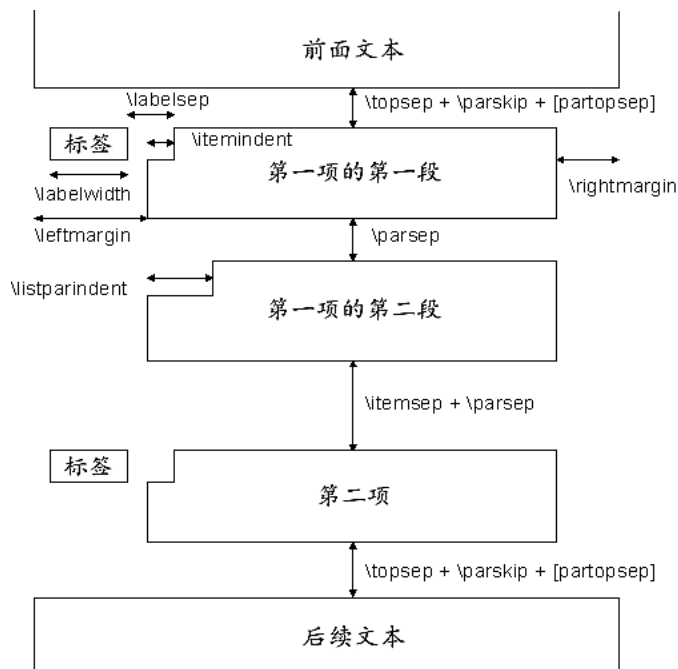 前面文本
\labelsep
\topsep + \parskip + [partopsep]
标签
\itemindent
第一项的第一段
\labelwidth
\rightmargin
\leftmargin
\parsep
\listparindent
第一项的第二段
\itemsep + \parsep
标签
第二项
\topsep + \parskip + [partopsep]
后续文本